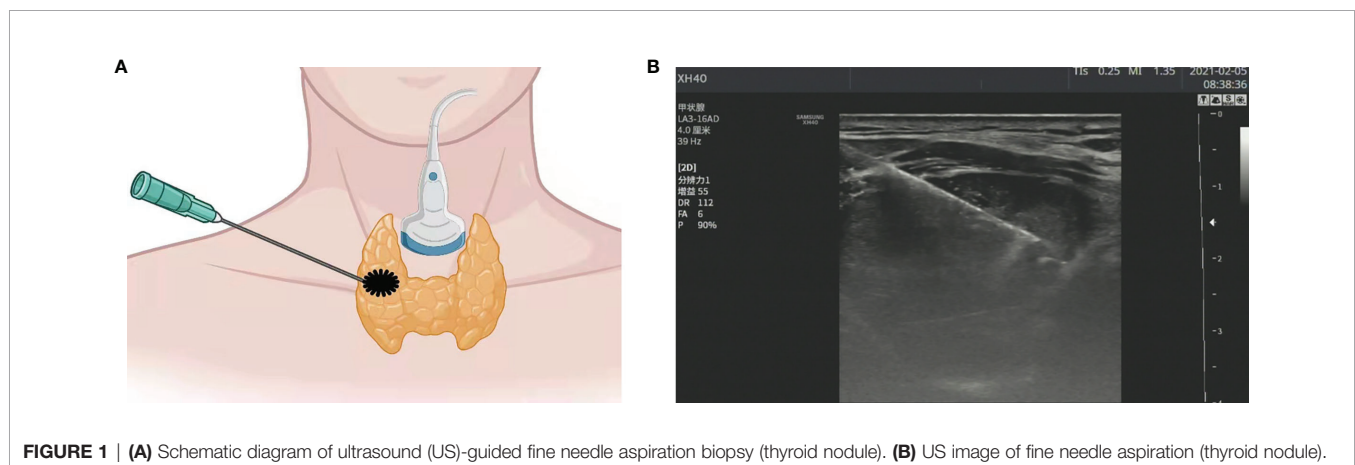 A
B
XH40
TIs 0.25 MI 1.35
2021-02-05
08:38:36
甲状腺
LA3-16AD
4.0 厘米
39 Hz
SAMSUNG
XH40
[2D]
分辨力1
增益 55
DR 112
FA 6
P 90%
0
1
2
3
4
FIGURE 1 | (A) Schematic diagram of ultrasound (US)-guided fine needle aspiration biopsy (thyroid nodule). (B) US image of fine needle aspiration (thyroid nodule).